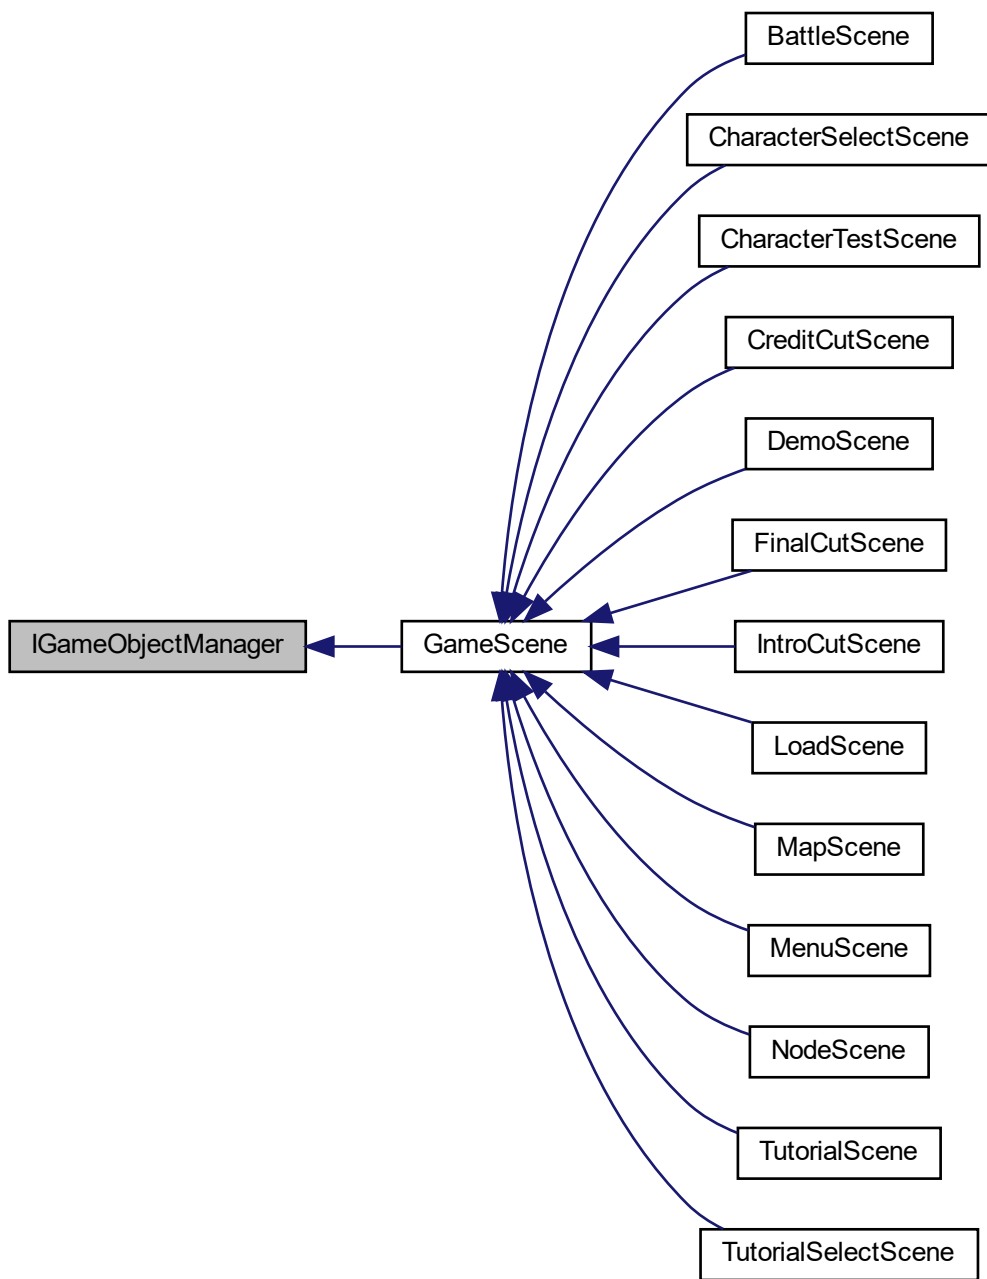 BattleScene
CharacterSelectScene
CharacterTestScene
CreditCutScene
DemoScene
FinalCutScene
IGameObjectManager
GameScene
IntroCutScene
LoadScene
MapScene
MenuScene
NodeScene
TutorialScene
TutorialSelectScene